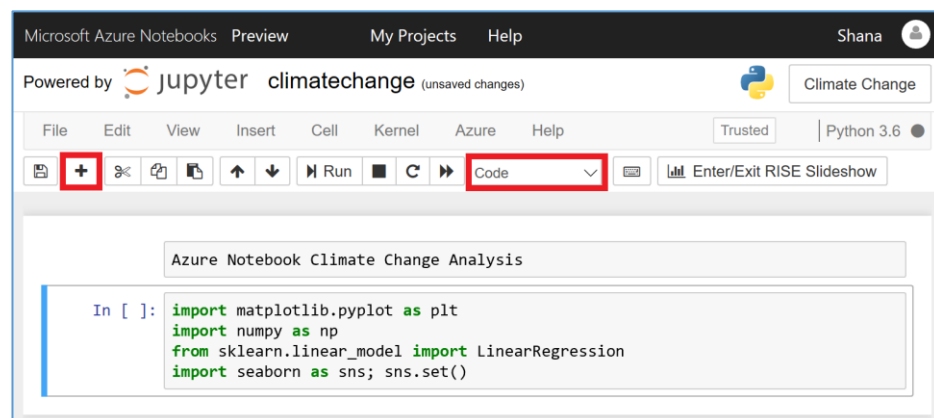 Microsoft Azure Notebooks Preview My Projects Help Shana
Powered by jupyter climatechange (unsaved changes) Climate Change
File Edit View Insert Cell Kernel Azure Help Trusted Python 3.6
Run Code Enter/Exit RISE Slideshow
Azure Notebook Climate Change Analysis
In [ ]: import matplotlib.pyplot as plt
import numpy as np
from sklearn.linear_model import LinearRegression
import seaborn as sns; sns.set()